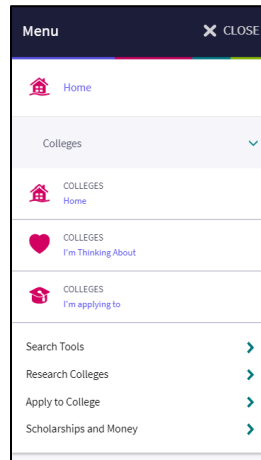 Menu CLOSE
Home
Colleges
COLLEGES
Home
COLLEGES
I'm Thinking About
COLLEGES
I'm applying to
Search Tools
Research Colleges
Apply to College
Scholarships and Money